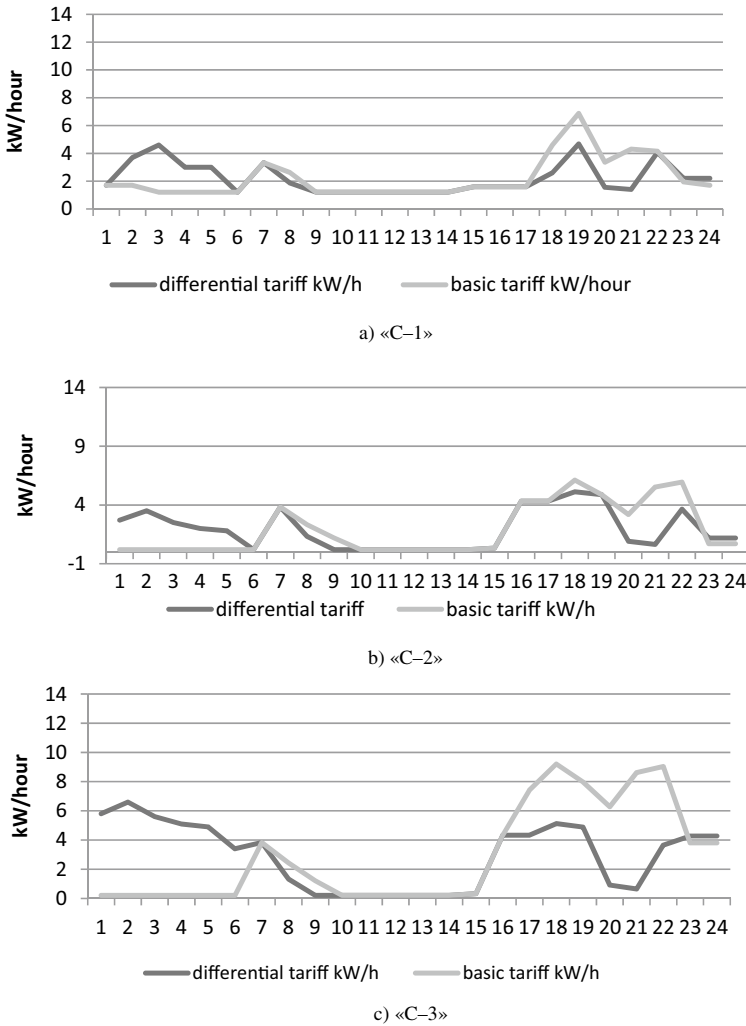 kW/hour
14
12
10
8
6
4
2
0
1 2 3 4 5 6 7 8 9 10 11 12 13 14 15 16 17 18 19 20 21 22 23 24
differential tariff kW/h basic tariff kW/hour
a) «C–1»
kW/hour
14
9
4
-1
1 2 3 4 5 6 7 8 9 10 11 12 13 14 15 16 17 18 19 20 21 22 23 24
differential tariff basic tariff kW/h
b) «C–2»
kW/hour
14
12
10
8
6
4
2
0
1 2 3 4 5 6 7 8 9 10 11 12 13 14 15 16 17 18 19 20 21 22 23 24
differential tariff kW/h basic tariff kW/h
c) «C–3»